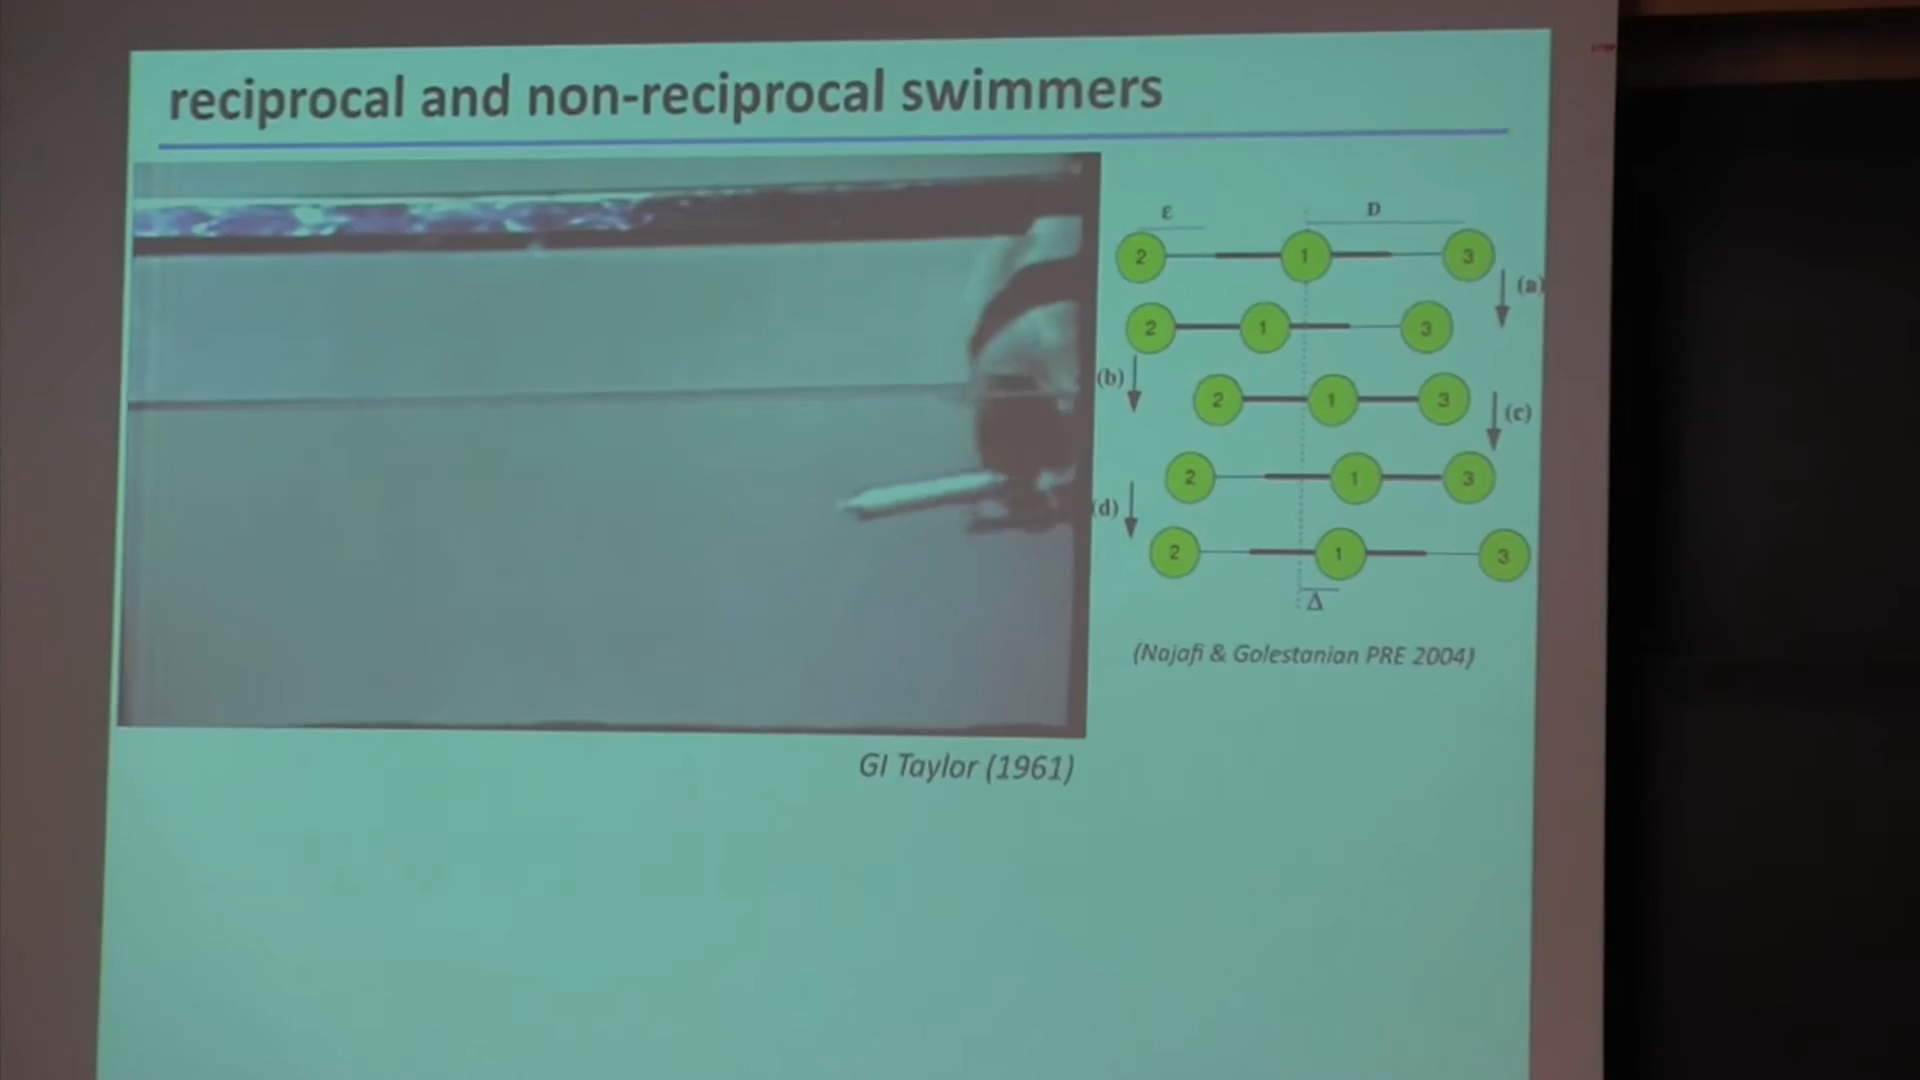 reciprocal and non-reciprocal swimmers
ε D
2 1 3
(a)
2 1 3
(b)
2 1 3
(c)
2 1 3
(d)
2 1 3
Δ
(Najafi & Golestanian PRE 2004)
GI Taylor (1961)